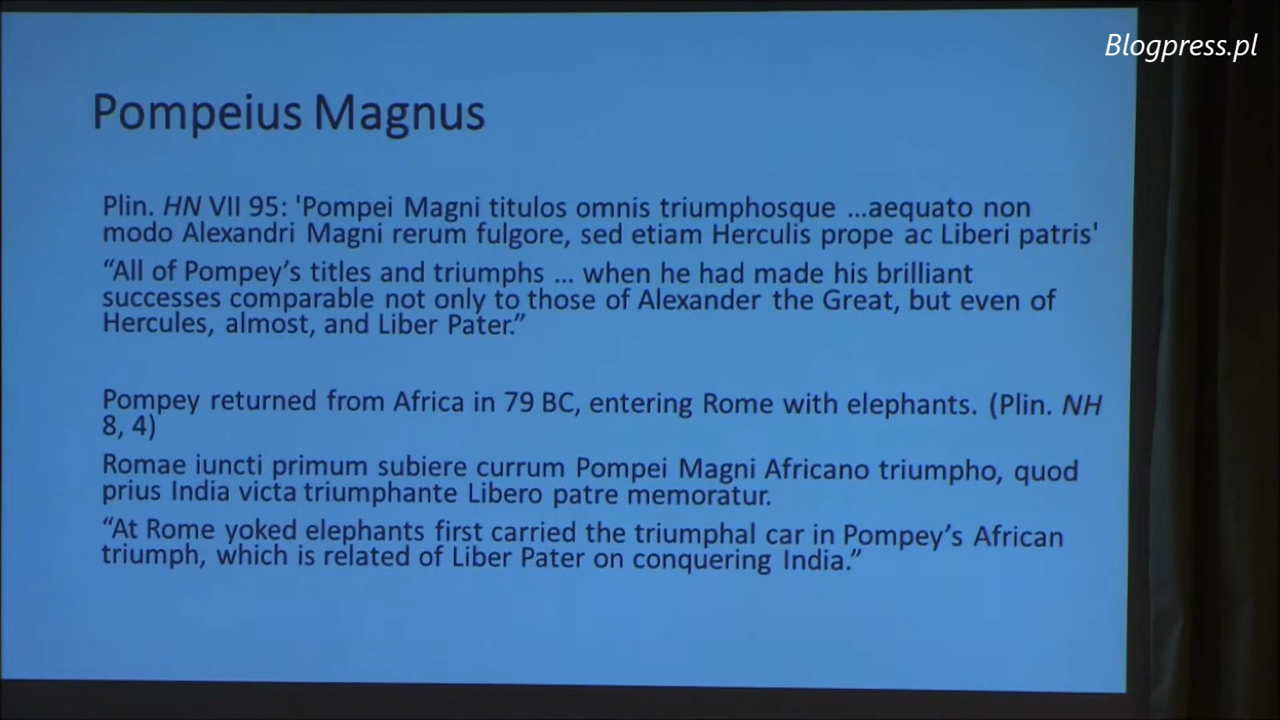 Blogpress.pl
Pompeius Magnus
Plin. HN VII 95: 'Pompei Magni titulos omnis triumphosque ...aequato non
modo Alexandri Magni rerum fulgore, sed etiam Herculis prope ac Liberi patris'
“All of Pompey’s titles and triumphs ... when he had made his brilliant
successes comparable not only to those of Alexander the Great, but even of
Hercules, almost, and Liber Pater.”
Pompey returned from Africa in 79 BC, entering Rome with elephants. (Plin. NH
8, 4)
Romae iuncti primum subiere currum Pompei Magni Africano triumpho, quod
prius India victa triumphante Libero patre memoratur.
“At Rome yoked elephants first carried the triumphal car in Pompey’s African
triumph, which is related of Liber Pater on conquering India.”